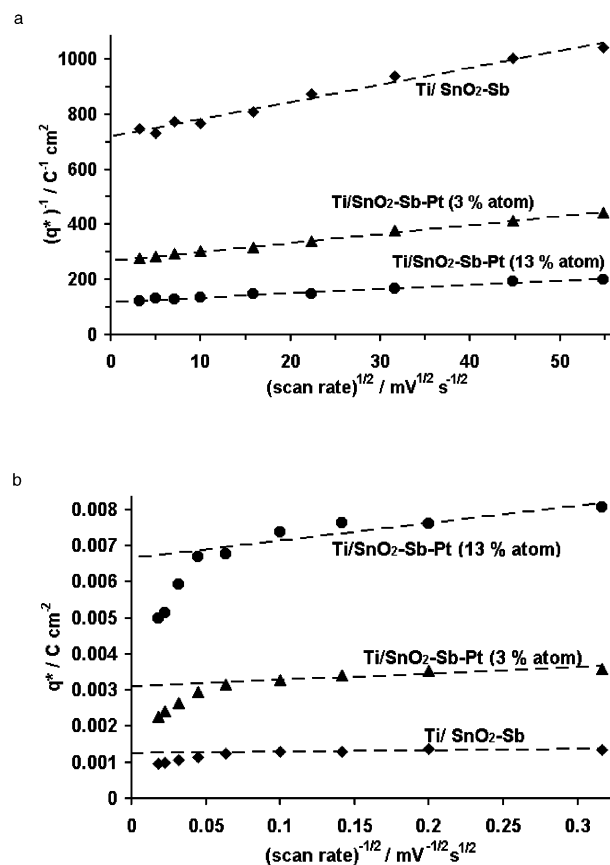 a
1000
800
600
400
200
0
(q* )⁻¹ / C⁻¹ cm²
Ti/ SnO₂-Sb
Ti/SnO₂-Sb-Pt (3 % atom)
Ti/SnO₂-Sb-Pt (13 % atom)
0 10 20 30 40 50
(scan rate)^1/2 / mV^1/2 s^-1/2
b
0.008
0.007
0.006
0.005
0.004
0.003
0.002
0.001
0
q* / C cm⁻²
Ti/SnO₂-Sb-Pt (13 % atom)
Ti/SnO₂-Sb-Pt (3 % atom)
Ti/ SnO₂-Sb
0 0.05 0.1 0.15 0.2 0.25 0.3
(scan rate)^-1/2 / mV^-1/2 s^1/2